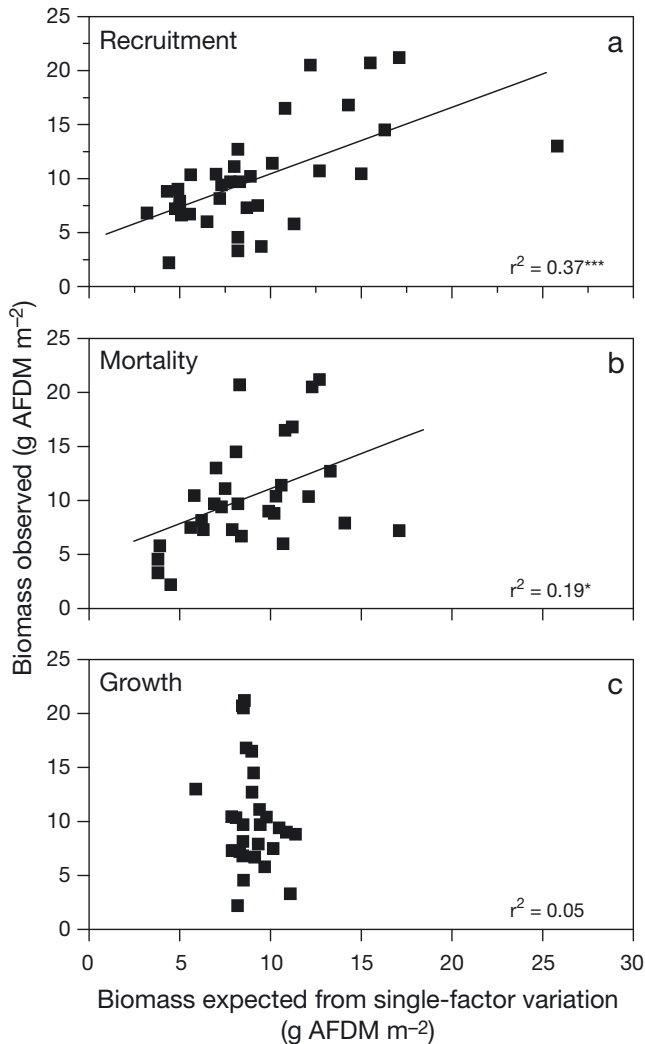 Recruitment
a
25
20
15
10
5
0
r² = 0.37***
Mortality
b
25
20
15
10
5
0
r² = 0.19*
Growth
c
25
20
15
10
5
0
r² = 0.05
0 5 10 15 20 25 30
Biomass observed (g AFDM m⁻²)
Biomass expected from single-factor variation
(g AFDM m⁻²)